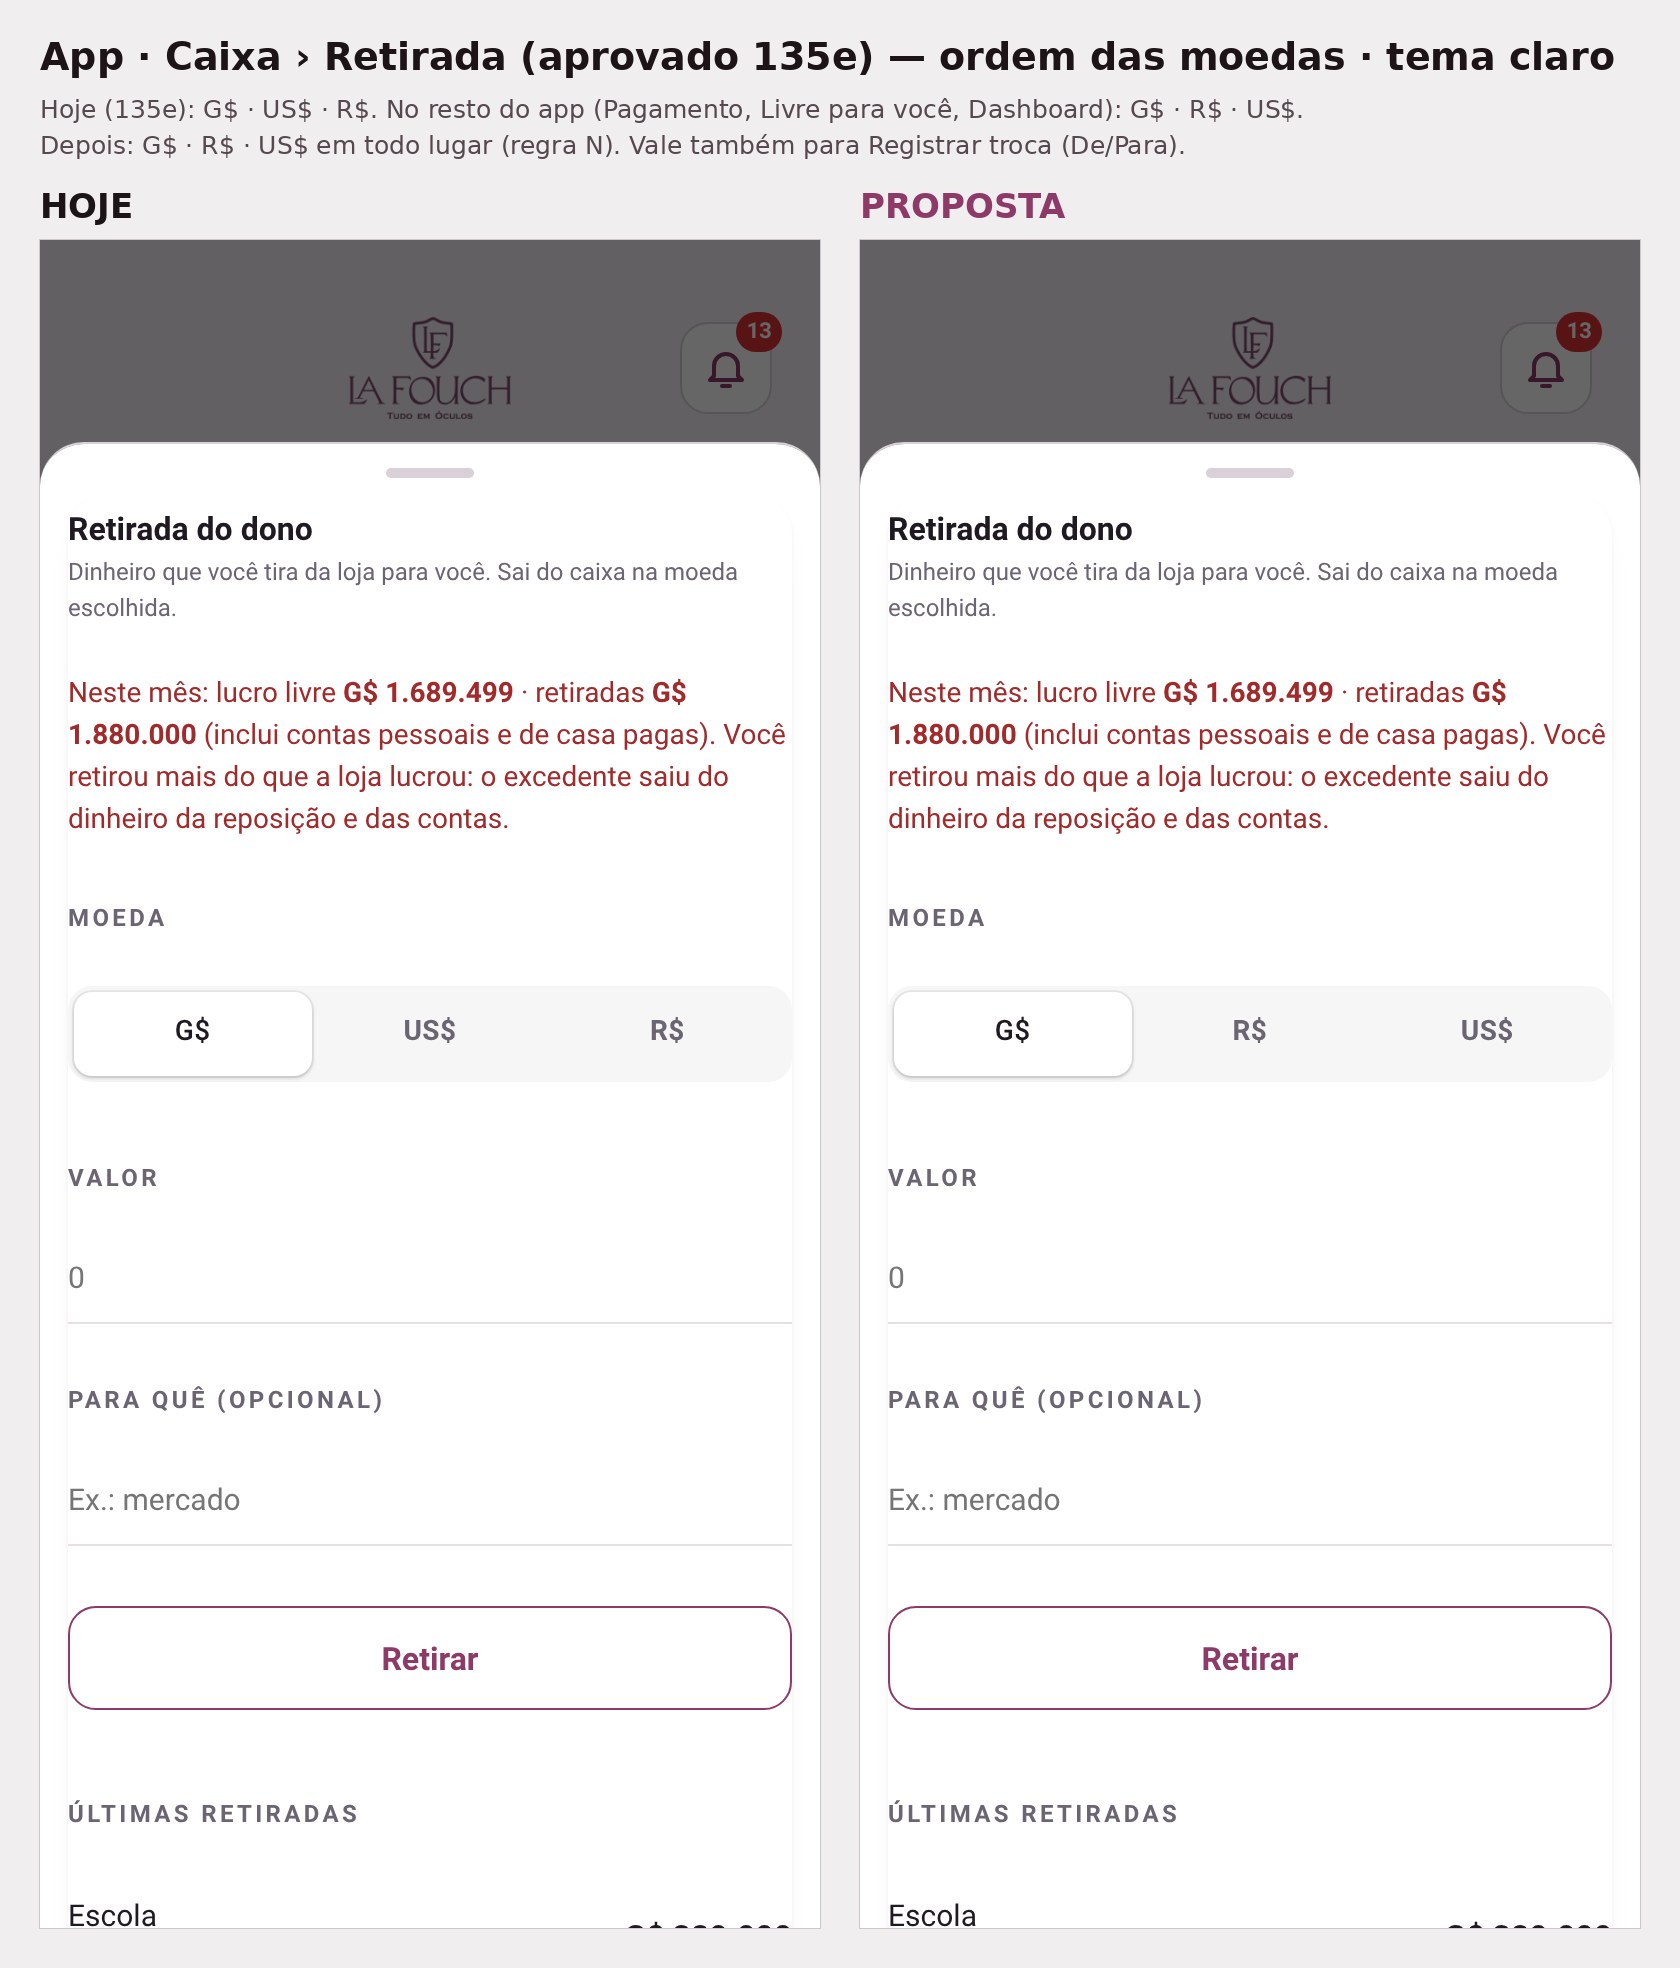 App · Caixa › Retirada (aprovado 135e) — ordem das moedas · tema claro
Hoje (135e): G$ · US$ · R$. No resto do app (Pagamento, Livre para você, Dashboard): G$ · R$ · US$.
Depois: G$ · R$ · US$ em todo lugar (regra N). Vale também para Registrar troca (De/Para).
HOJE
13
LF
LA FOUCH
TUDO EM ÓCULOS
Retirada do dono
Dinheiro que você tira da loja para você. Sai do caixa na moeda
escolhida.
Neste mês: lucro livre G$ 1.689.499 · retiradas G$
1.880.000 (inclui contas pessoais e de casa pagas). Você
retirou mais do que a loja lucrou: o excedente saiu do
dinheiro da reposição e das contas.
MOEDA
G$ US$ R$
VALOR
0
PARA QUÊ (OPCIONAL)
Ex.: mercado
Retirar
ÚLTIMAS RETIRADAS
Escola
PROPOSTA
13
LF
LA FOUCH
TUDO EM ÓCULOS
Retirada do dono
Dinheiro que você tira da loja para você. Sai do caixa na moeda
escolhida.
Neste mês: lucro livre G$ 1.689.499 · retiradas G$
1.880.000 (inclui contas pessoais e de casa pagas). Você
retirou mais do que a loja lucrou: o excedente saiu do
dinheiro da reposição e das contas.
MOEDA
G$ R$ US$
VALOR
0
PARA QUÊ (OPCIONAL)
Ex.: mercado
Retirar
ÚLTIMAS RETIRADAS
Escola